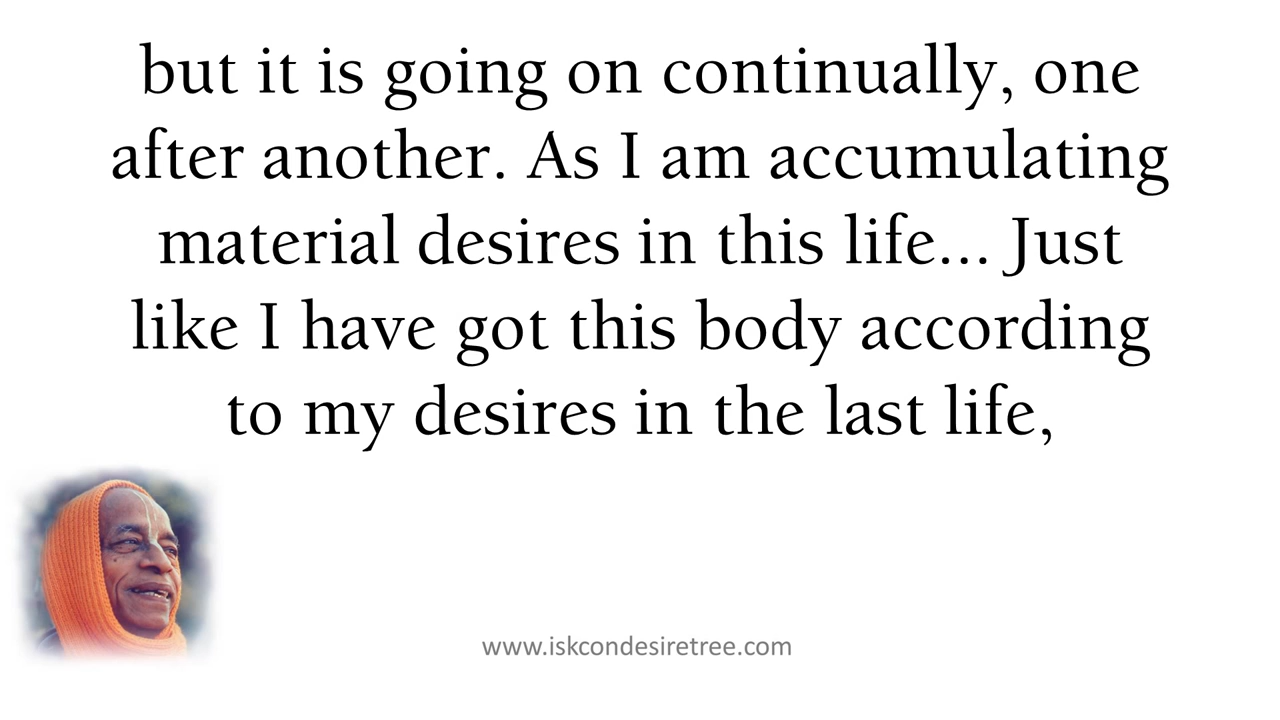 but it is going on continually, one
after another. As I am accumulating
material desires in this life... Just
like I have got this body according
to my desires in the last life,
www.iskcondesiretree.com